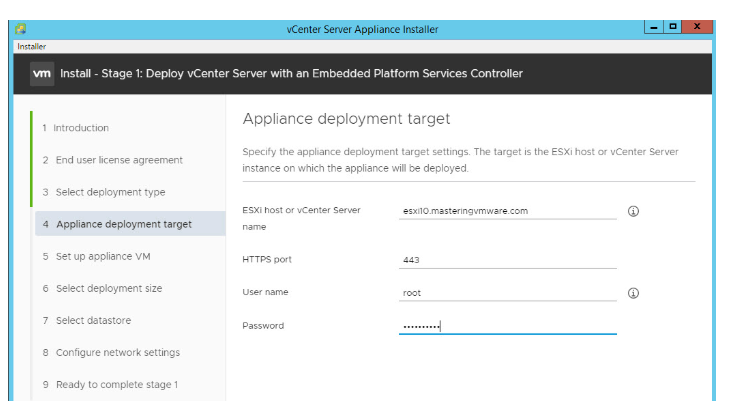 vCenter Server Appliance Installer
Installer
vm Install - Stage 1: Deploy vCenter Server with an Embedded Platform Services Controller
1 Introduction
2 End user license agreement
3 Select deployment type
4 Appliance deployment target
5 Set up appliance VM
6 Select deployment size
7 Select datastore
8 Configure network settings
9 Ready to complete stage 1
Appliance deployment target
Specify the appliance deployment target settings. The target is the ESXi host or vCenter Server
instance on which the appliance will be deployed.
ESXi host or vCenter Server
name
esxi10.masteringvmware.com
HTTPS port
443
User name
root
Password
••••••••••